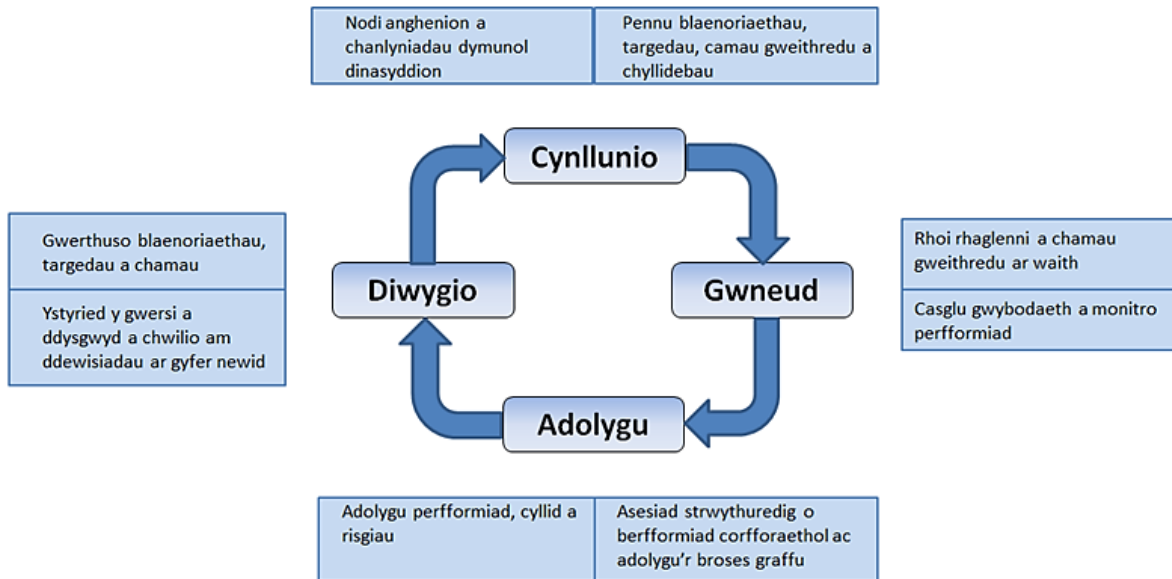 Nodi anghenion a
chanlyniadau dymunol
dinasyddion
Pennu blaenoriaethau,
targedau, camau gweithredu a
chyllidebau
Cynllunio
Gwerthuso blaenoriaethau,
targedau a chamau
Ystyried y gwersi a
ddysgwyd a chwilio am
ddewisiadau ar gyfer newid
Diwygio
Gwneud
Rhoi rhaglenni a chamau
gweithredu ar waith
Casglu gwybodaeth a monitro
perfformiad
Adolygu
Adolygu perfformiad, cyllid a
risgiau
Asesiad strwythuredig o
berfformiad corfforaethol ac
adolygu'r broses graffu